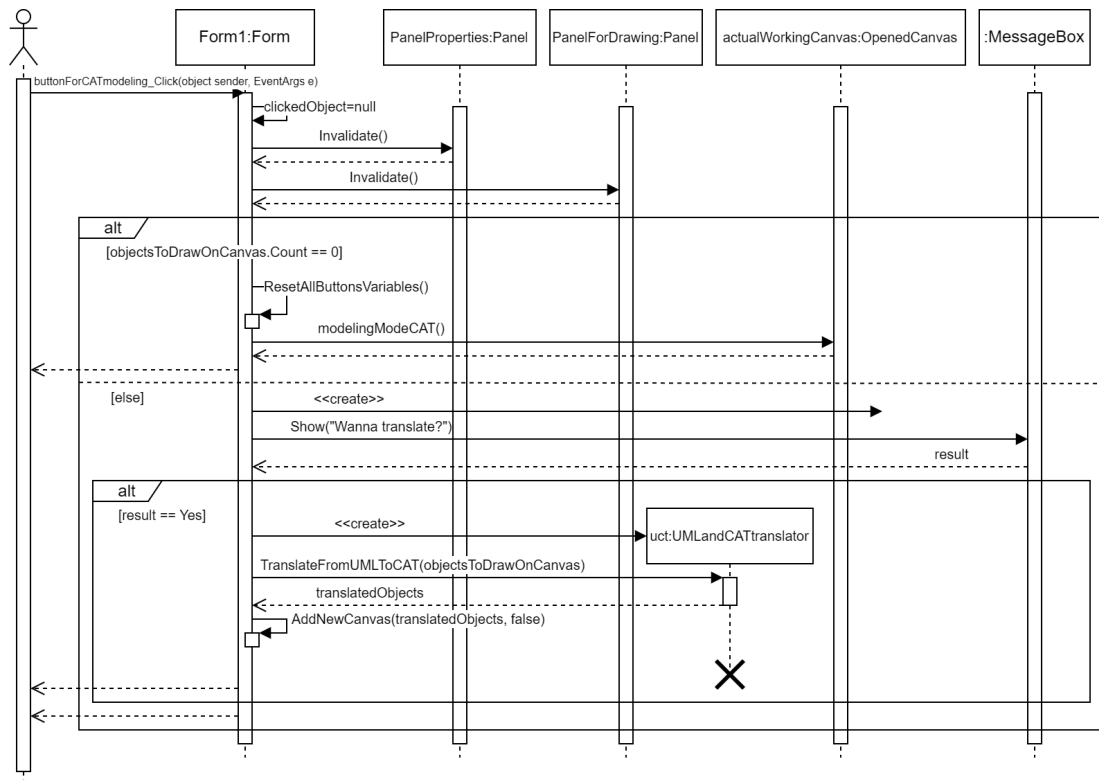 Form1:Form
PanelProperties:Panel
PanelForDrawing:Panel
actualWorkingCanvas:OpenedCanvas
:MessageBox
buttonForCATmodeling_Click(object sender, EventArgs e)
clickedObject=null
Invalidate()
Invalidate()
alt
[objectsToDrawOnCanvas.Count == 0]
ResetAllButtonsVariables()
modelingModeCAT()
[else]
<<create>>
Show("Wanna translate?")
result
alt
[result == Yes]
<<create>>
uct:UMLandCATtranslator
TranslateFromUMLToCAT(objectsToDrawOnCanvas)
translatedObjects
AddNewCanvas(translatedObjects, false)